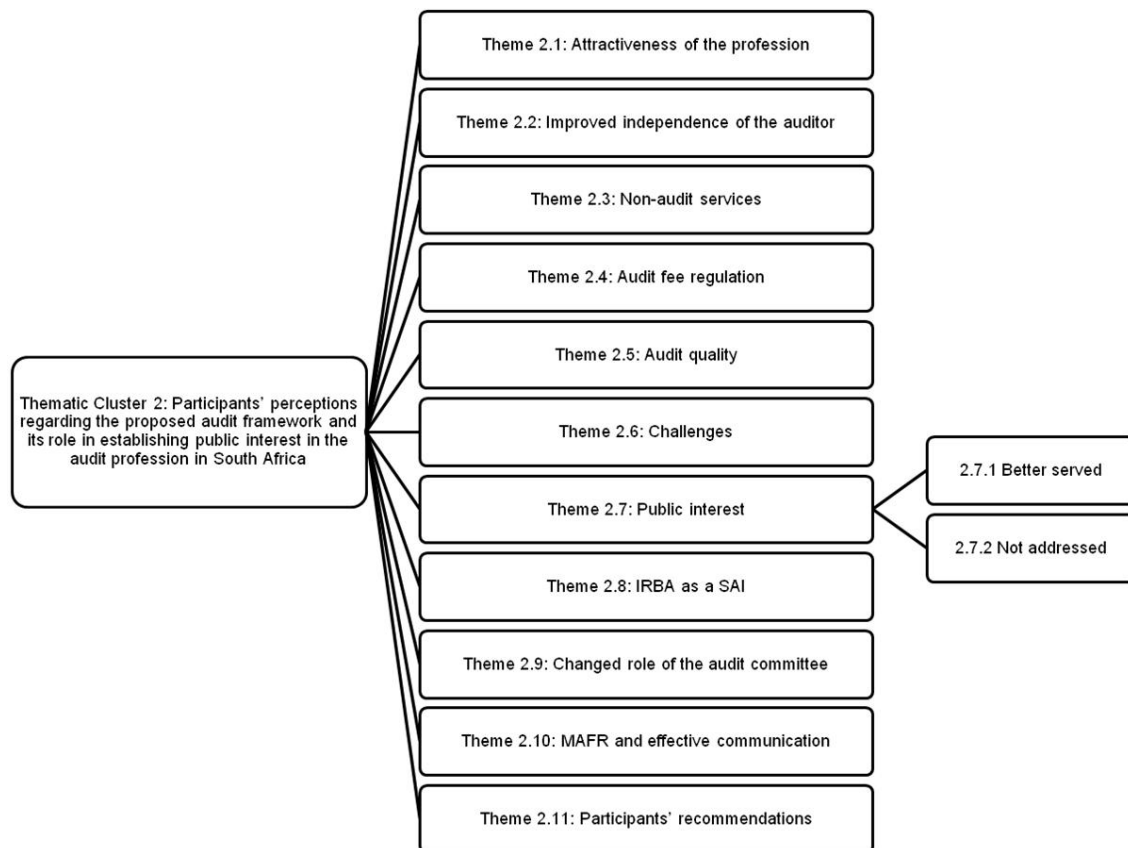 Theme 2.1: Attractiveness of the profession
Theme 2.2: Improved independence of the auditor
Theme 2.3: Non-audit services
Theme 2.4: Audit fee regulation
Theme 2.5: Audit quality
Thematic Cluster 2: Participants' perceptions
regarding the proposed audit framework and
its role in establishing public interest in the
audit profession in South Africa
Theme 2.6: Challenges
Theme 2.7: Public interest
2.7.1 Better served
2.7.2 Not addressed
Theme 2.8: IRBA as a SAI
Theme 2.9: Changed role of the audit committee
Theme 2.10: MAFR and effective communication
Theme 2.11: Participants' recommendations